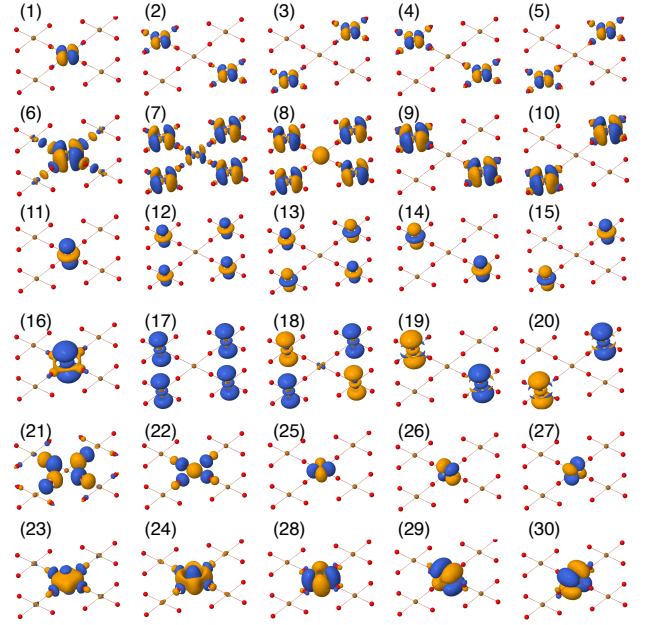 (1) (2) (3) (4) (5)
(6) (7) (8) (9) (10)
(11) (12) (13) (14) (15)
(16) (17) (18) (19) (20)
(21) (22) (25) (26) (27)
(23) (24) (28) (29) (30)